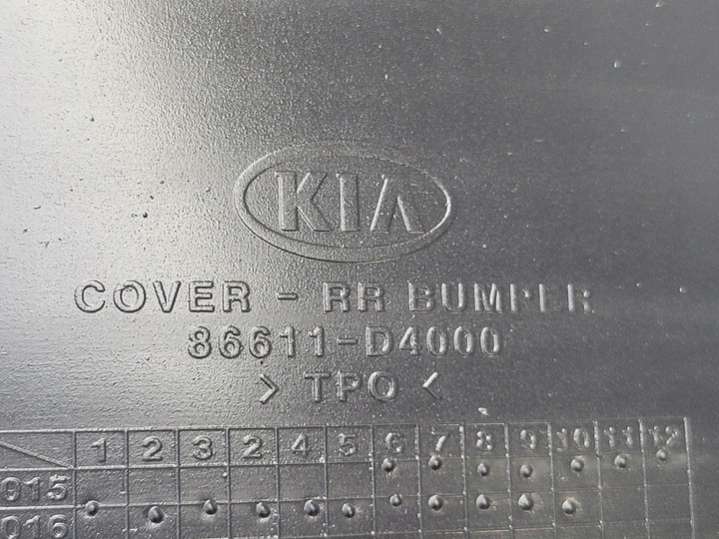 KIA
COVER - RR BUMPER
86611-D4000
> TPO <
1 2 3 2 4 5 6 7 8 9 10 11 12
015
016